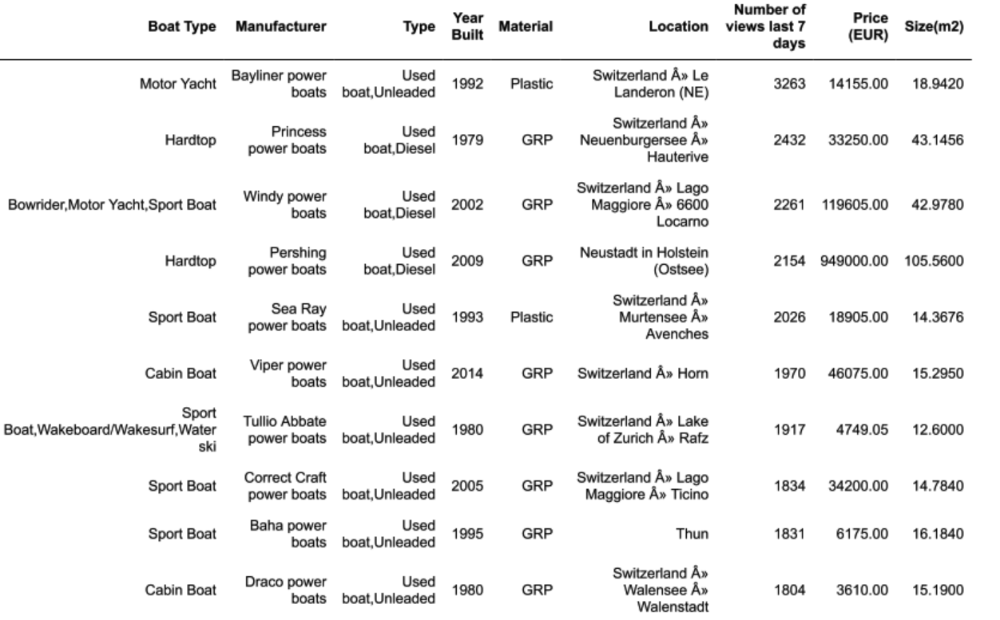 Boat Type Manufacturer Type Year Built Material Location Number of views last 7 days Price (EUR) Size(m2)
Motor Yacht Bayliner power boats Used boat,Unleaded 1992 Plastic Switzerland Â» Le Landeron (NE) 3263 14155.00 18.9420
Hardtop Princess power boats Used boat,Diesel 1979 GRP Switzerland Â» Neuenburgersee Â» Hauterive 2432 33250.00 43.1456
Bowrider,Motor Yacht,Sport Boat Windy power boats Used boat,Diesel 2002 GRP Switzerland Â» Lago Maggiore Â» 6600 Locarno 2261 119605.00 42.9780
Hardtop Pershing power boats Used boat,Diesel 2009 GRP Neustadt in Holstein (Ostsee) 2154 949000.00 105.5600
Sport Boat Sea Ray power boats Used boat,Unleaded 1993 Plastic Switzerland Â» Murtensee Â» Avenches 2026 18905.00 14.3676
Cabin Boat Viper power boats Used boat,Unleaded 2014 GRP Switzerland Â» Horn 1970 46075.00 15.2950
Sport Boat,Wakeboard/Wakesurf,Water ski Tullio Abbate power boats Used boat,Unleaded 1980 GRP Switzerland Â» Lake of Zurich Â» Rafz 1917 4749.05 12.6000
Sport Boat Correct Craft power boats Used boat,Unleaded 2005 GRP Switzerland Â» Lago Maggiore Â» Ticino 1834 34200.00 14.7840
Sport Boat Baha power boats Used boat,Unleaded 1995 GRP Thun 1831 6175.00 16.1840
Cabin Boat Draco power boats Used boat,Unleaded 1980 GRP Switzerland Â» Walensee Â» Walenstadt 1804 3610.00 15.1900